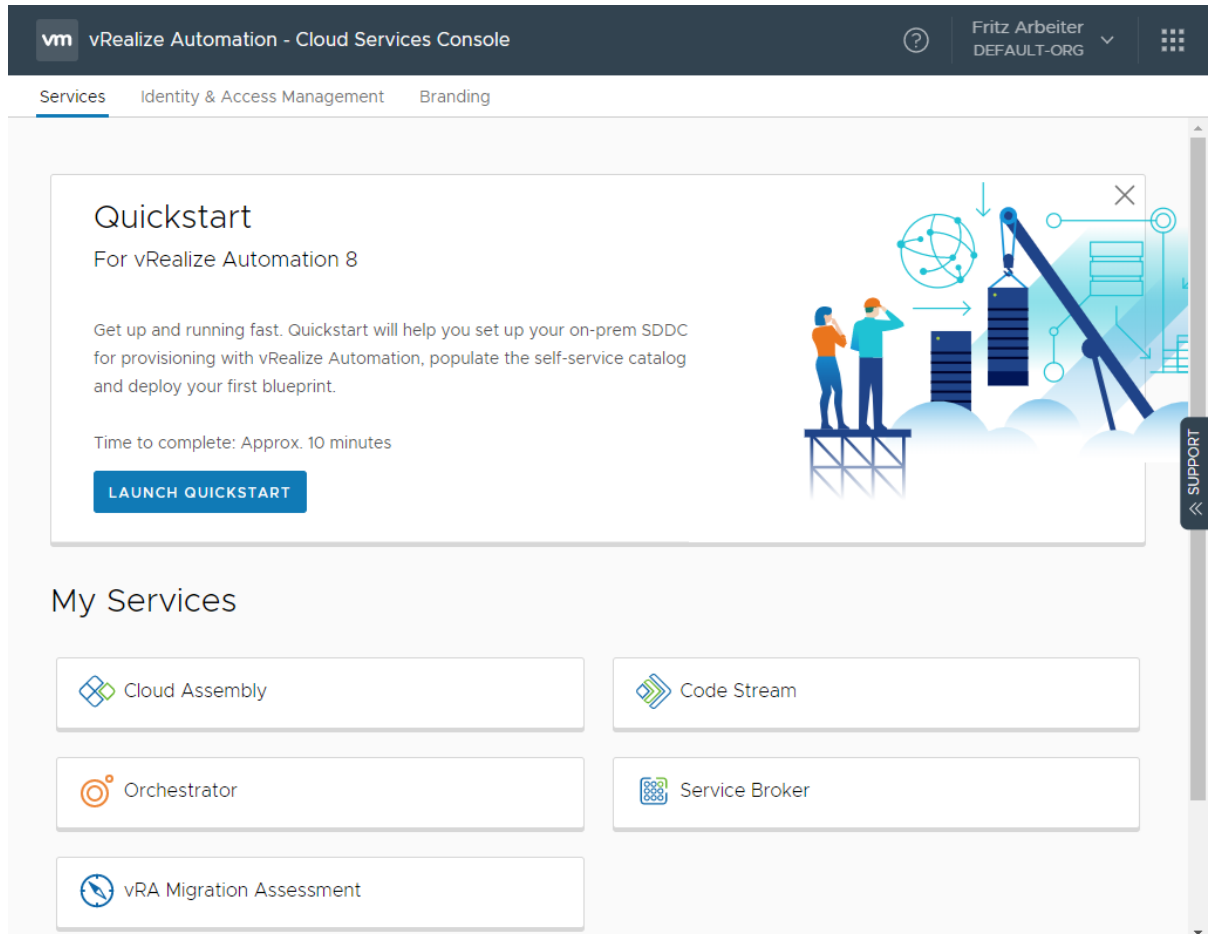 vm vRealize Automation - Cloud Services Console
Fritz Arbeiter
DEFAULT-ORG
Services Identity & Access Management Branding
Quickstart
For vRealize Automation 8
Get up and running fast. Quickstart will help you set up your on-prem SDDC
for provisioning with vRealize Automation, populate the self-service catalog
and deploy your first blueprint.
Time to complete: Approx. 10 minutes
LAUNCH QUICKSTART
SUPPORT
My Services
Cloud Assembly
Code Stream
Orchestrator
Service Broker
vRA Migration Assessment